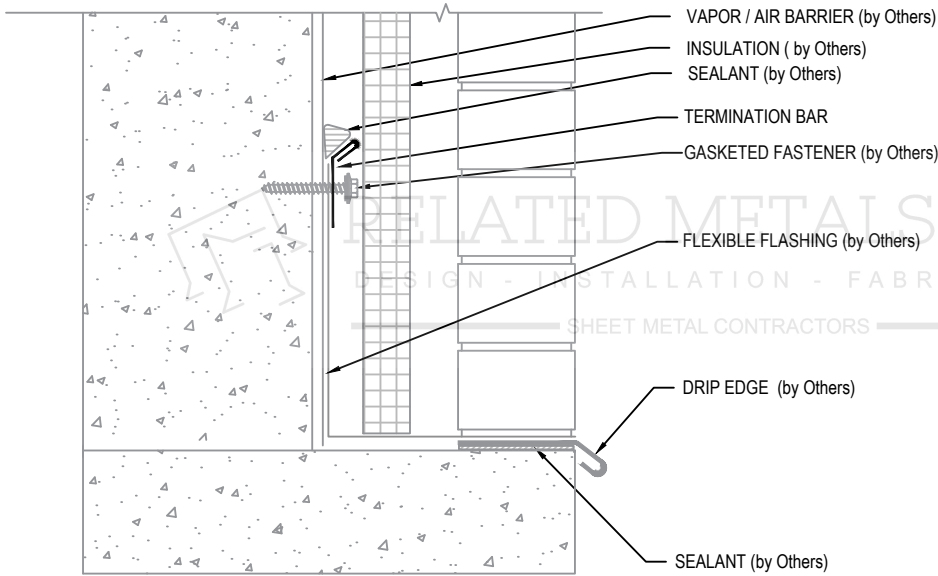 VAPOR / AIR BARRIER (by Others)
INSULATION ( by Others)
SEALANT (by Others)
TERMINATION BAR
GASKETED FASTENER (by Others)
RELATED METALS
FLEXIBLE FLASHING (by Others)
DESIGN - INSTALLATION - FABR
SHEET METAL CONTRACTORS
DRIP EDGE (by Others)
SEALANT (by Others)